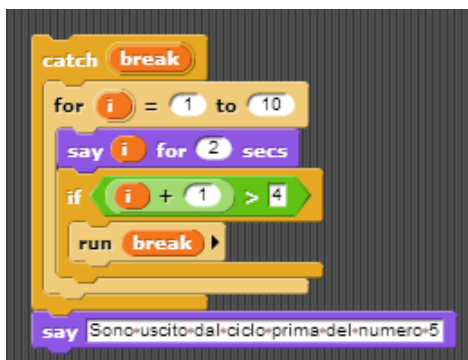 catch break
for i = 1 to 10
say i for 2 secs
if i + 1 > 4
run break
say Sono uscito dal ciclo prima del numero 5